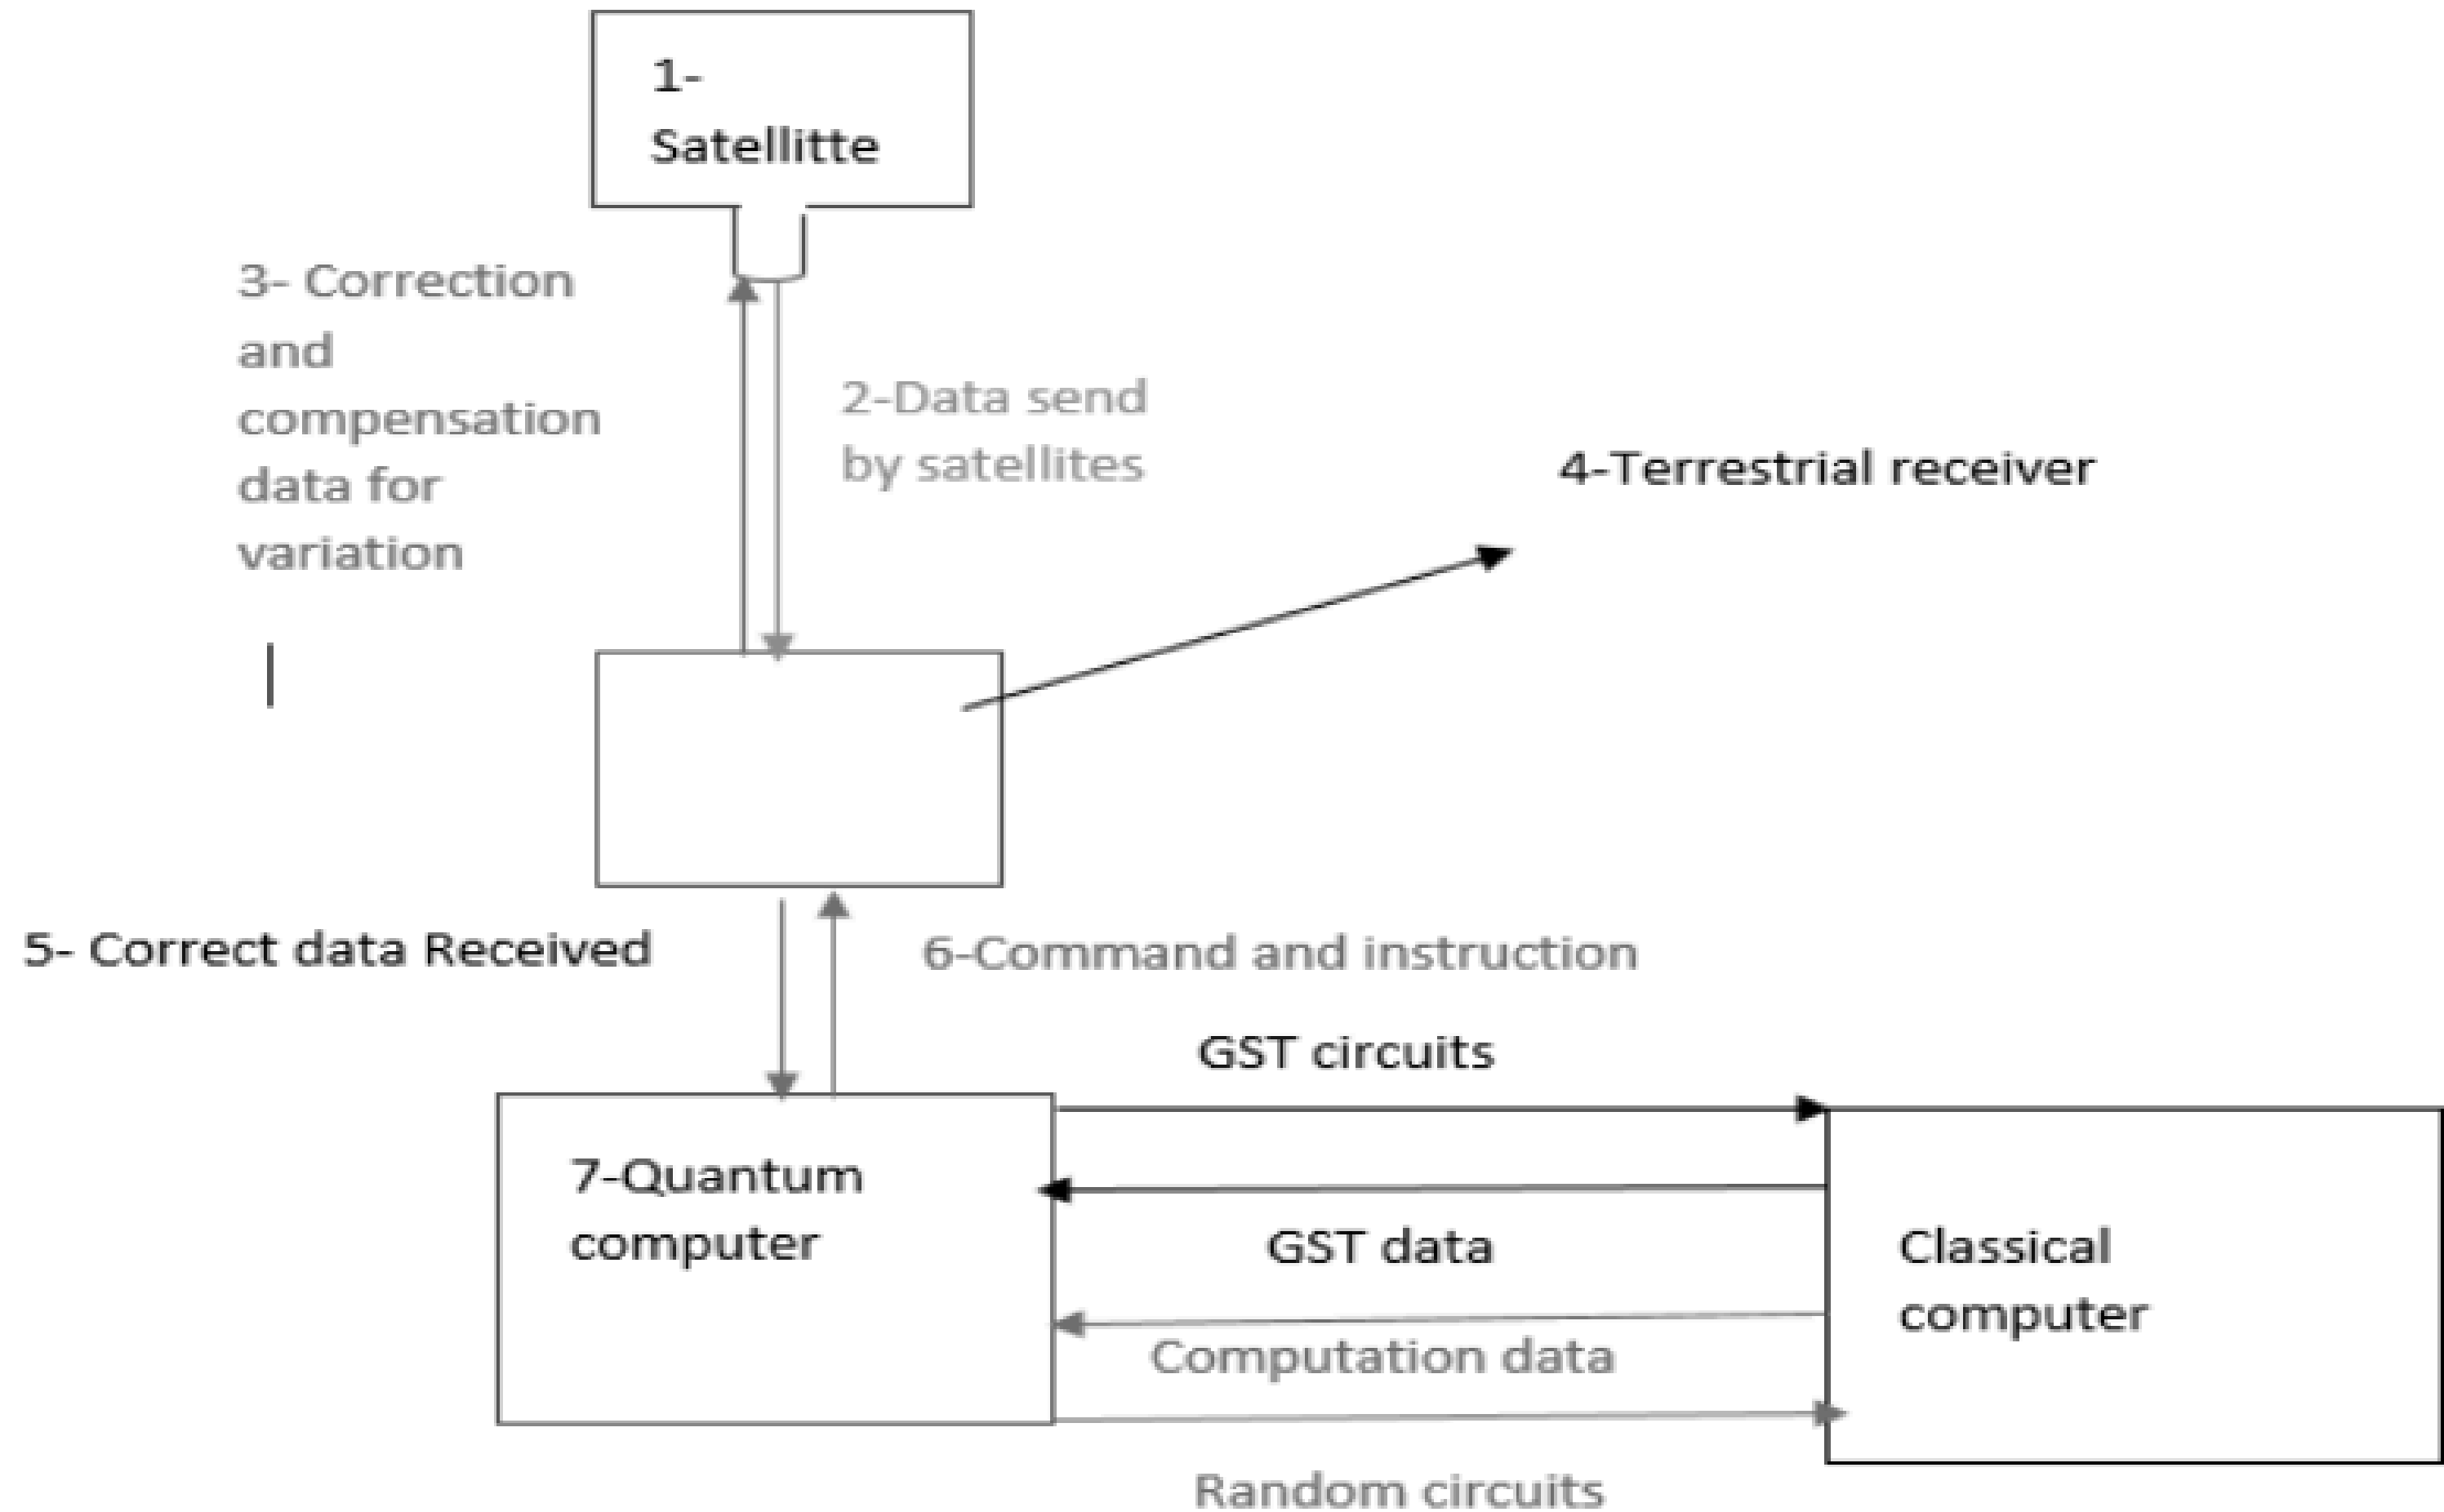 1-
Satellitte
3- Correction
and
compensation
data for
variation
2-Data send
by satellites
4-Terrestrial receiver
5- Correct data Received
6-Command and instruction
GST circuits
7-Quantum
computer
GST data
Classical
computer
Computation data
Random circuits